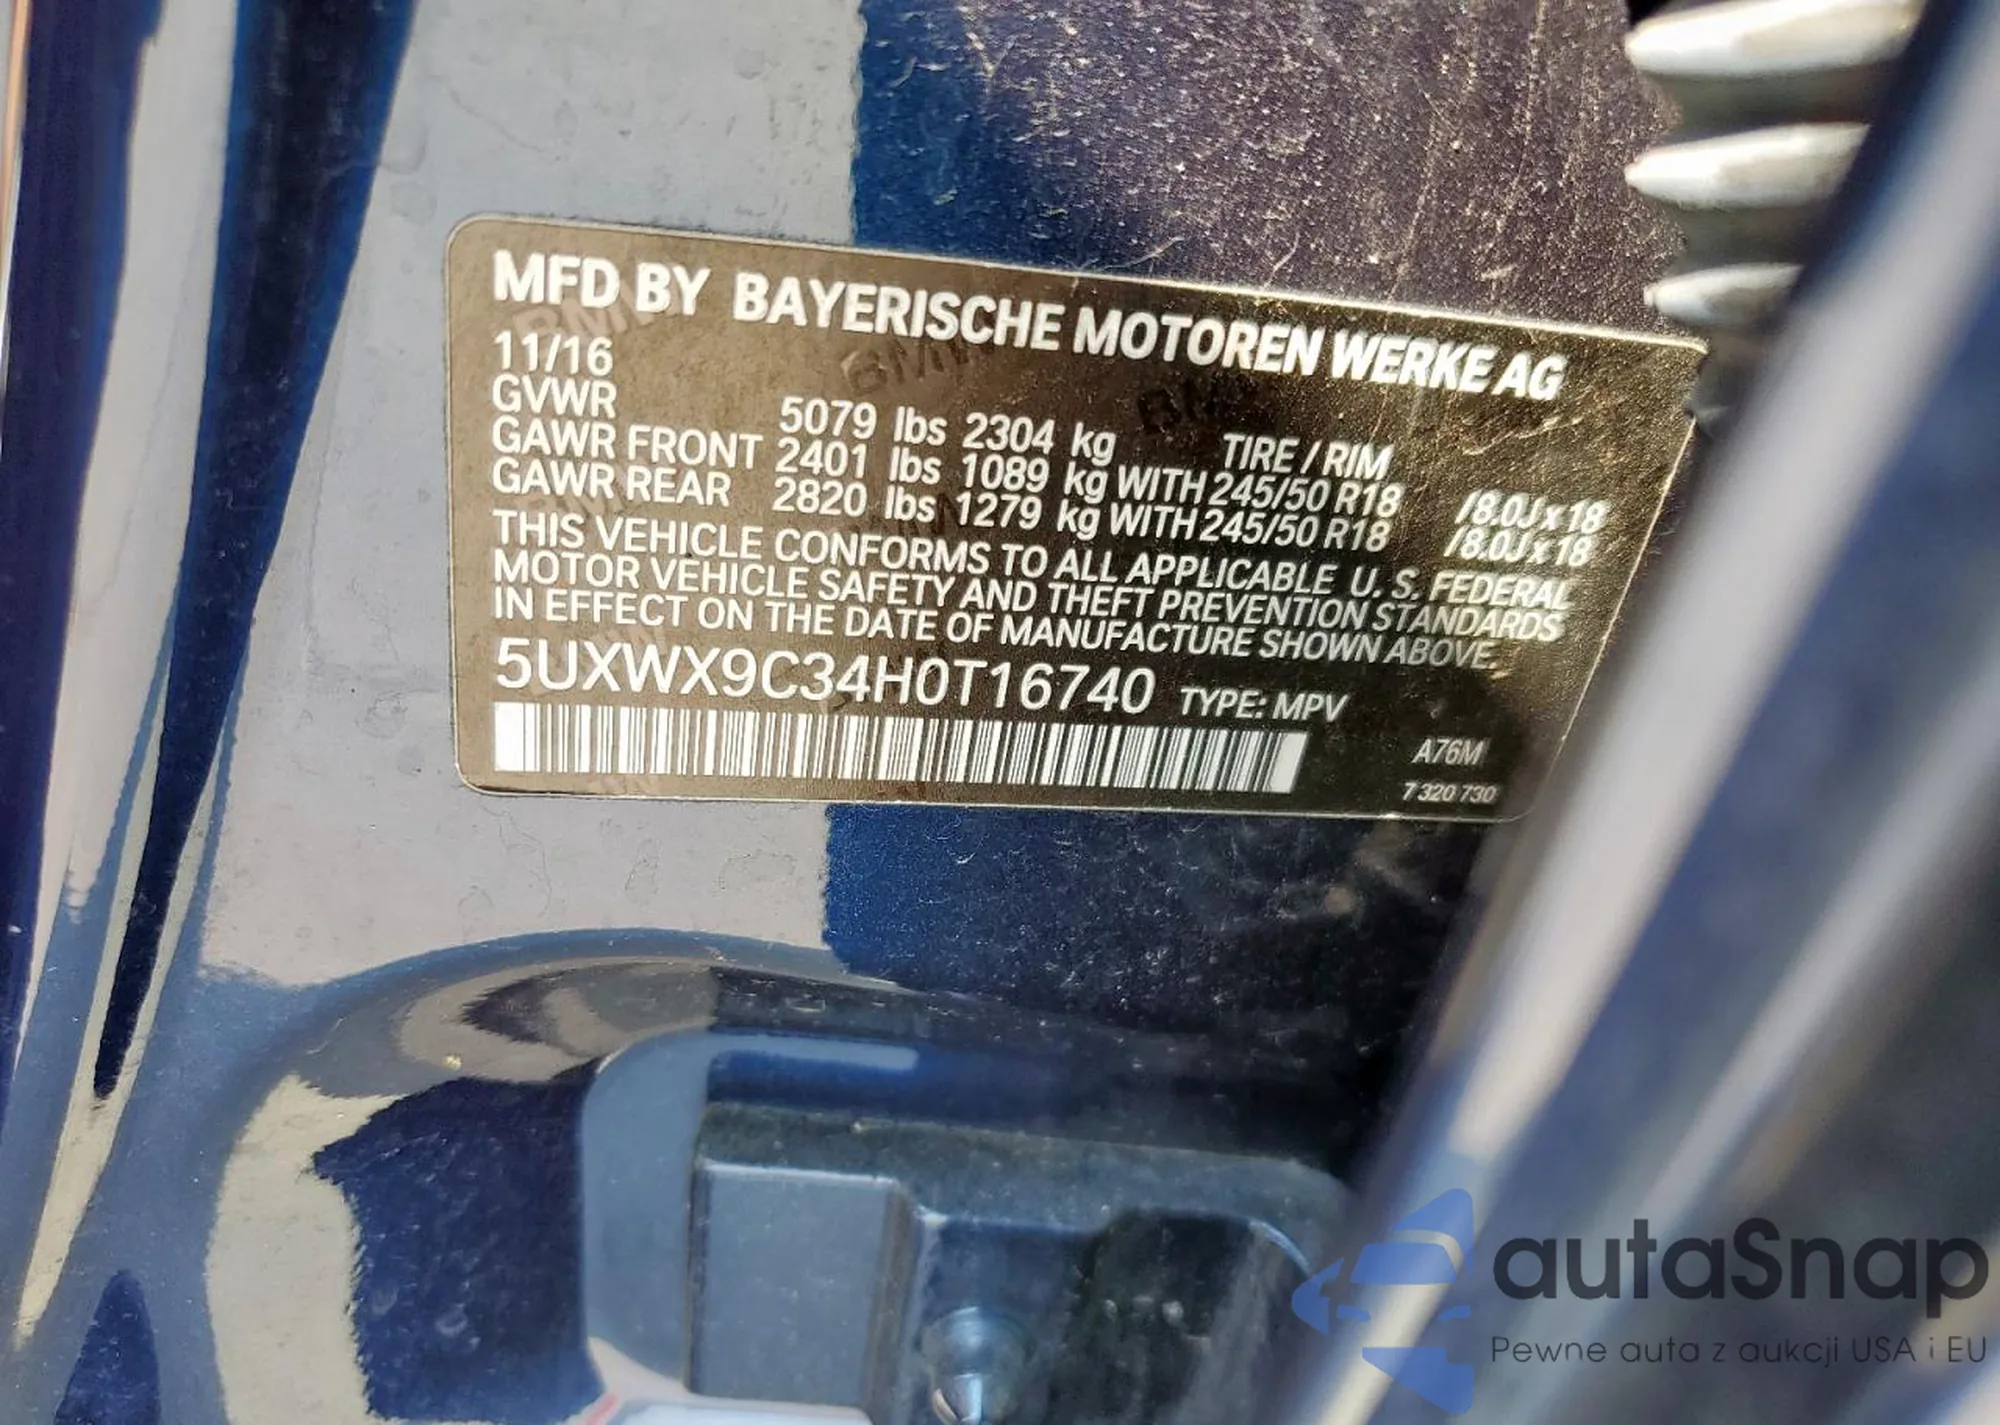 MFD BY BAYERISCHE MOTOREN WERKE AG
11/16
GVWR 5079 lbs 2304 kg TIRE / RIM
GAWR FRONT 2401 lbs 1089 kg WITH 245/50 R18 /8.0J x 18
GAWR REAR 2820 lbs 1279 kg WITH 245/50 R18 /8.0J x 18
THIS VEHICLE CONFORMS TO ALL APPLICABLE U. S. FEDERAL
MOTOR VEHICLE SAFETY AND THEFT PREVENTION STANDARDS
IN EFFECT ON THE DATE OF MANUFACTURE SHOWN ABOVE.
5UXWX9C34H0T16740 TYPE: MPV
A76M
7 320 730
autaSnap
Pewne auta z aukcji USA i EU